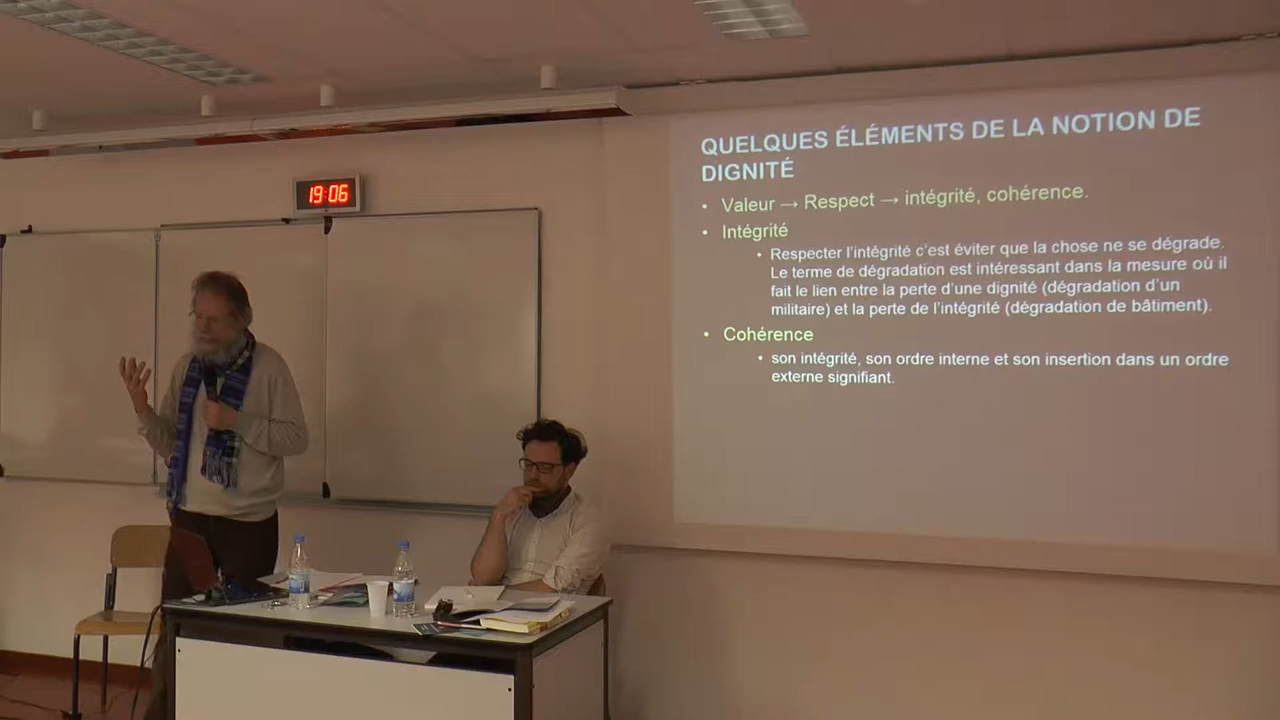 19:06
QUELQUES ÉLÉMENTS DE LA NOTION DE
DIGNITÉ
• Valeur → Respect → intégrité, cohérence.
• Intégrité
• Respecter l'intégrité c'est éviter que la chose ne se dégrade.
Le terme de dégradation est intéressant dans la mesure où il
fait le lien entre la perte d'une dignité (dégradation d'un
militaire) et la perte de l'intégrité (dégradation de bâtiment).
• Cohérence
• son intégrité, son ordre interne et son insertion dans un ordre
externe signifiant.